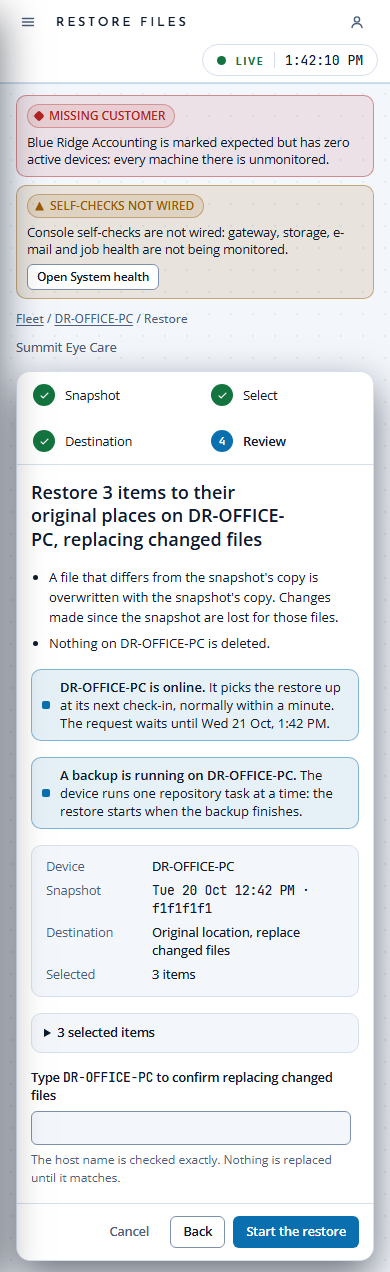 RESTORE FILES
LIVE 1:42:10 PM
MISSING CUSTOMER
Blue Ridge Accounting is marked expected but has zero
active devices: every machine there is unmonitored.
SELF-CHECKS NOT WIRED
Console self-checks are not wired: gateway, storage, e-
mail and job health are not being monitored.
Open System health
Fleet / DR-OFFICE-PC / Restore
Summit Eye Care
Snapshot
Select
Destination
4 Review
Restore 3 items to their
original places on DR-OFFICE-
PC, replacing changed files
• A file that differs from the snapshot's copy is
overwritten with the snapshot's copy. Changes
made since the snapshot are lost for those files.
• Nothing on DR-OFFICE-PC is deleted.
DR-OFFICE-PC is online. It picks the restore up
at its next check-in, normally within a minute.
The request waits until Wed 21 Oct, 1:42 PM.
A backup is running on DR-OFFICE-PC. The
device runs one repository task at a time: the
restore starts when the backup finishes.
Device DR-OFFICE-PC
Snapshot Tue 20 Oct 12:42 PM ·
f1f1f1f1
Destination Original location, replace
changed files
Selected 3 items
3 selected items
Type DR-OFFICE-PC to confirm replacing changed
files
The host name is checked exactly. Nothing is replaced
until it matches.
Cancel
Back
Start the restore